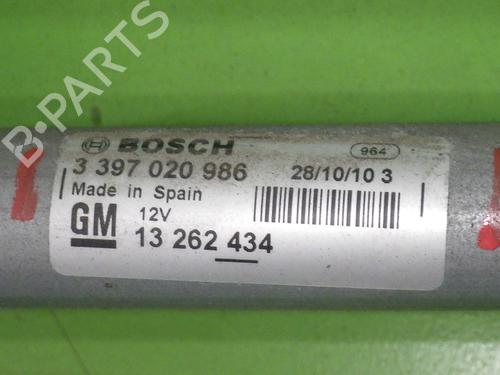 B-PARTS
BOSCH 964
3 397 020 986 28/10/10 3
Made in Spain
GM 12V
13 262 434